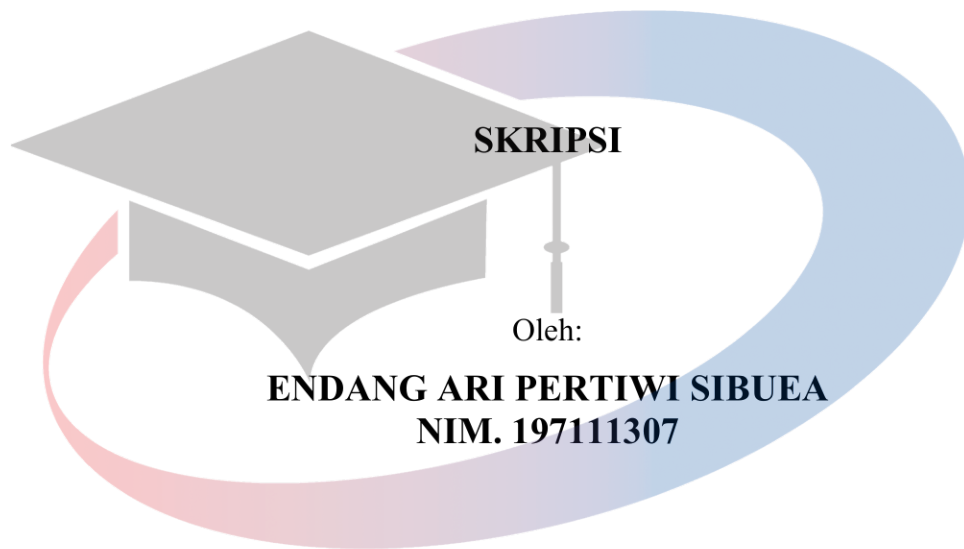 SKRIPSI
Oleh:
ENDANG ARI PERTIWI SIBUEA
NIM. 197111307